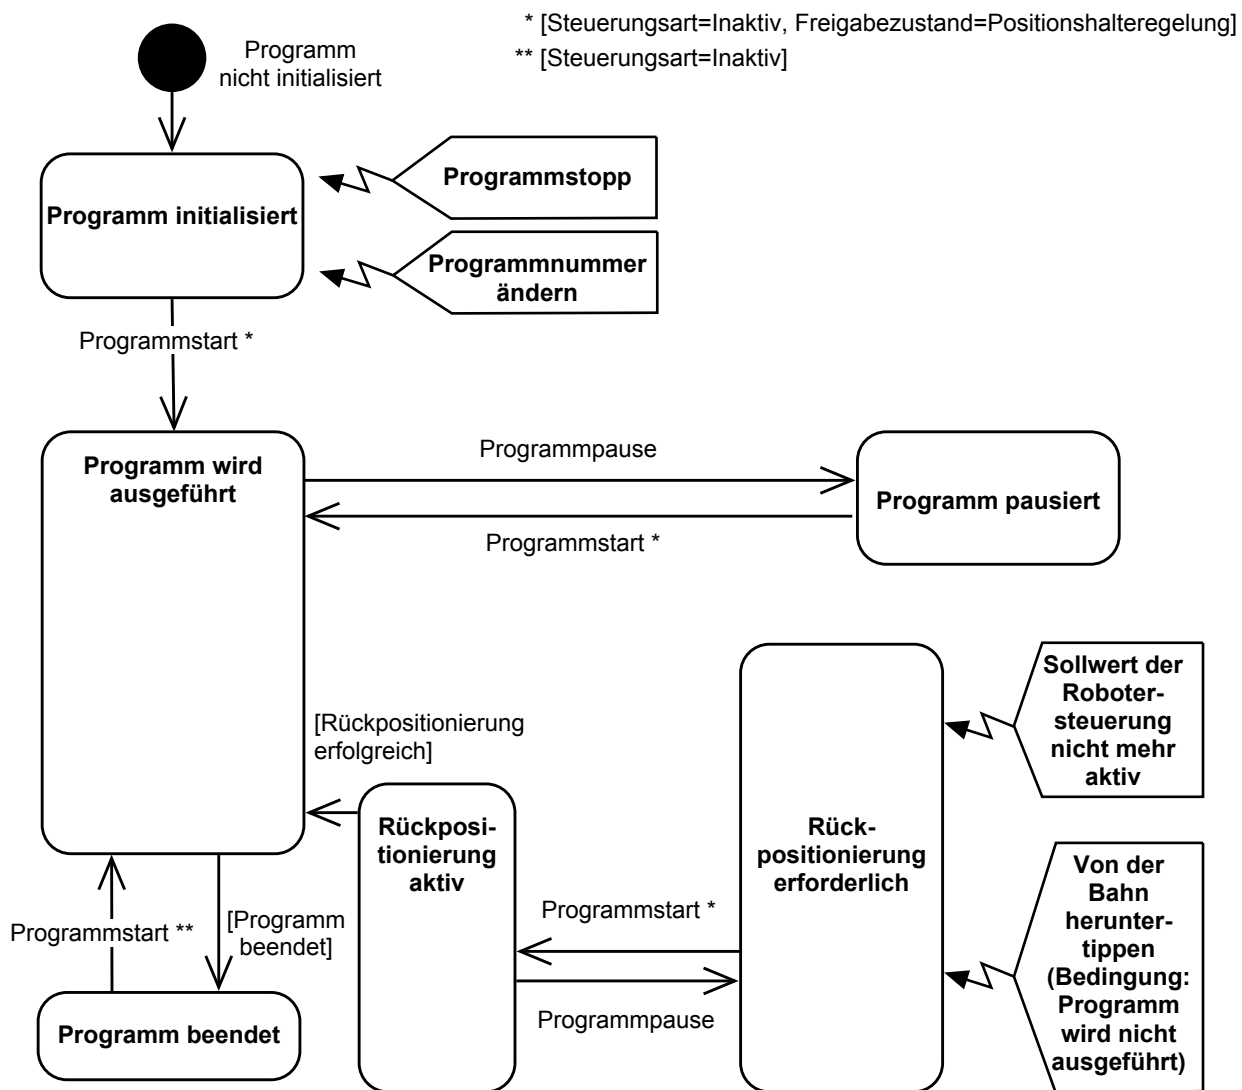 * [Steuerungsart=Inaktiv, Freigabezustand=Positionshalteregelung]
** [Steuerungsart=Inaktiv]
Programm
nicht initialisiert
Programm initialisiert
Programmstopp
Programmnummer
ändern
Programmstart *
Programm wird
ausgeführt
Programmpause
Programmstart *
Programm pausiert
[Rückpositionierung
erfolgreich]
Rückposi-
tionierung
aktiv
Rück-
positionierung
erforderlich
Sollwert der
Roboter-
steuerung
nicht mehr
aktiv
Programmstart *
Programmpause
Von der
Bahn
herunter-
tippen
(Bedingung:
Programm
wird nicht
ausgeführt)
Programmstart **
[Programm
beendet]
Programm beendet